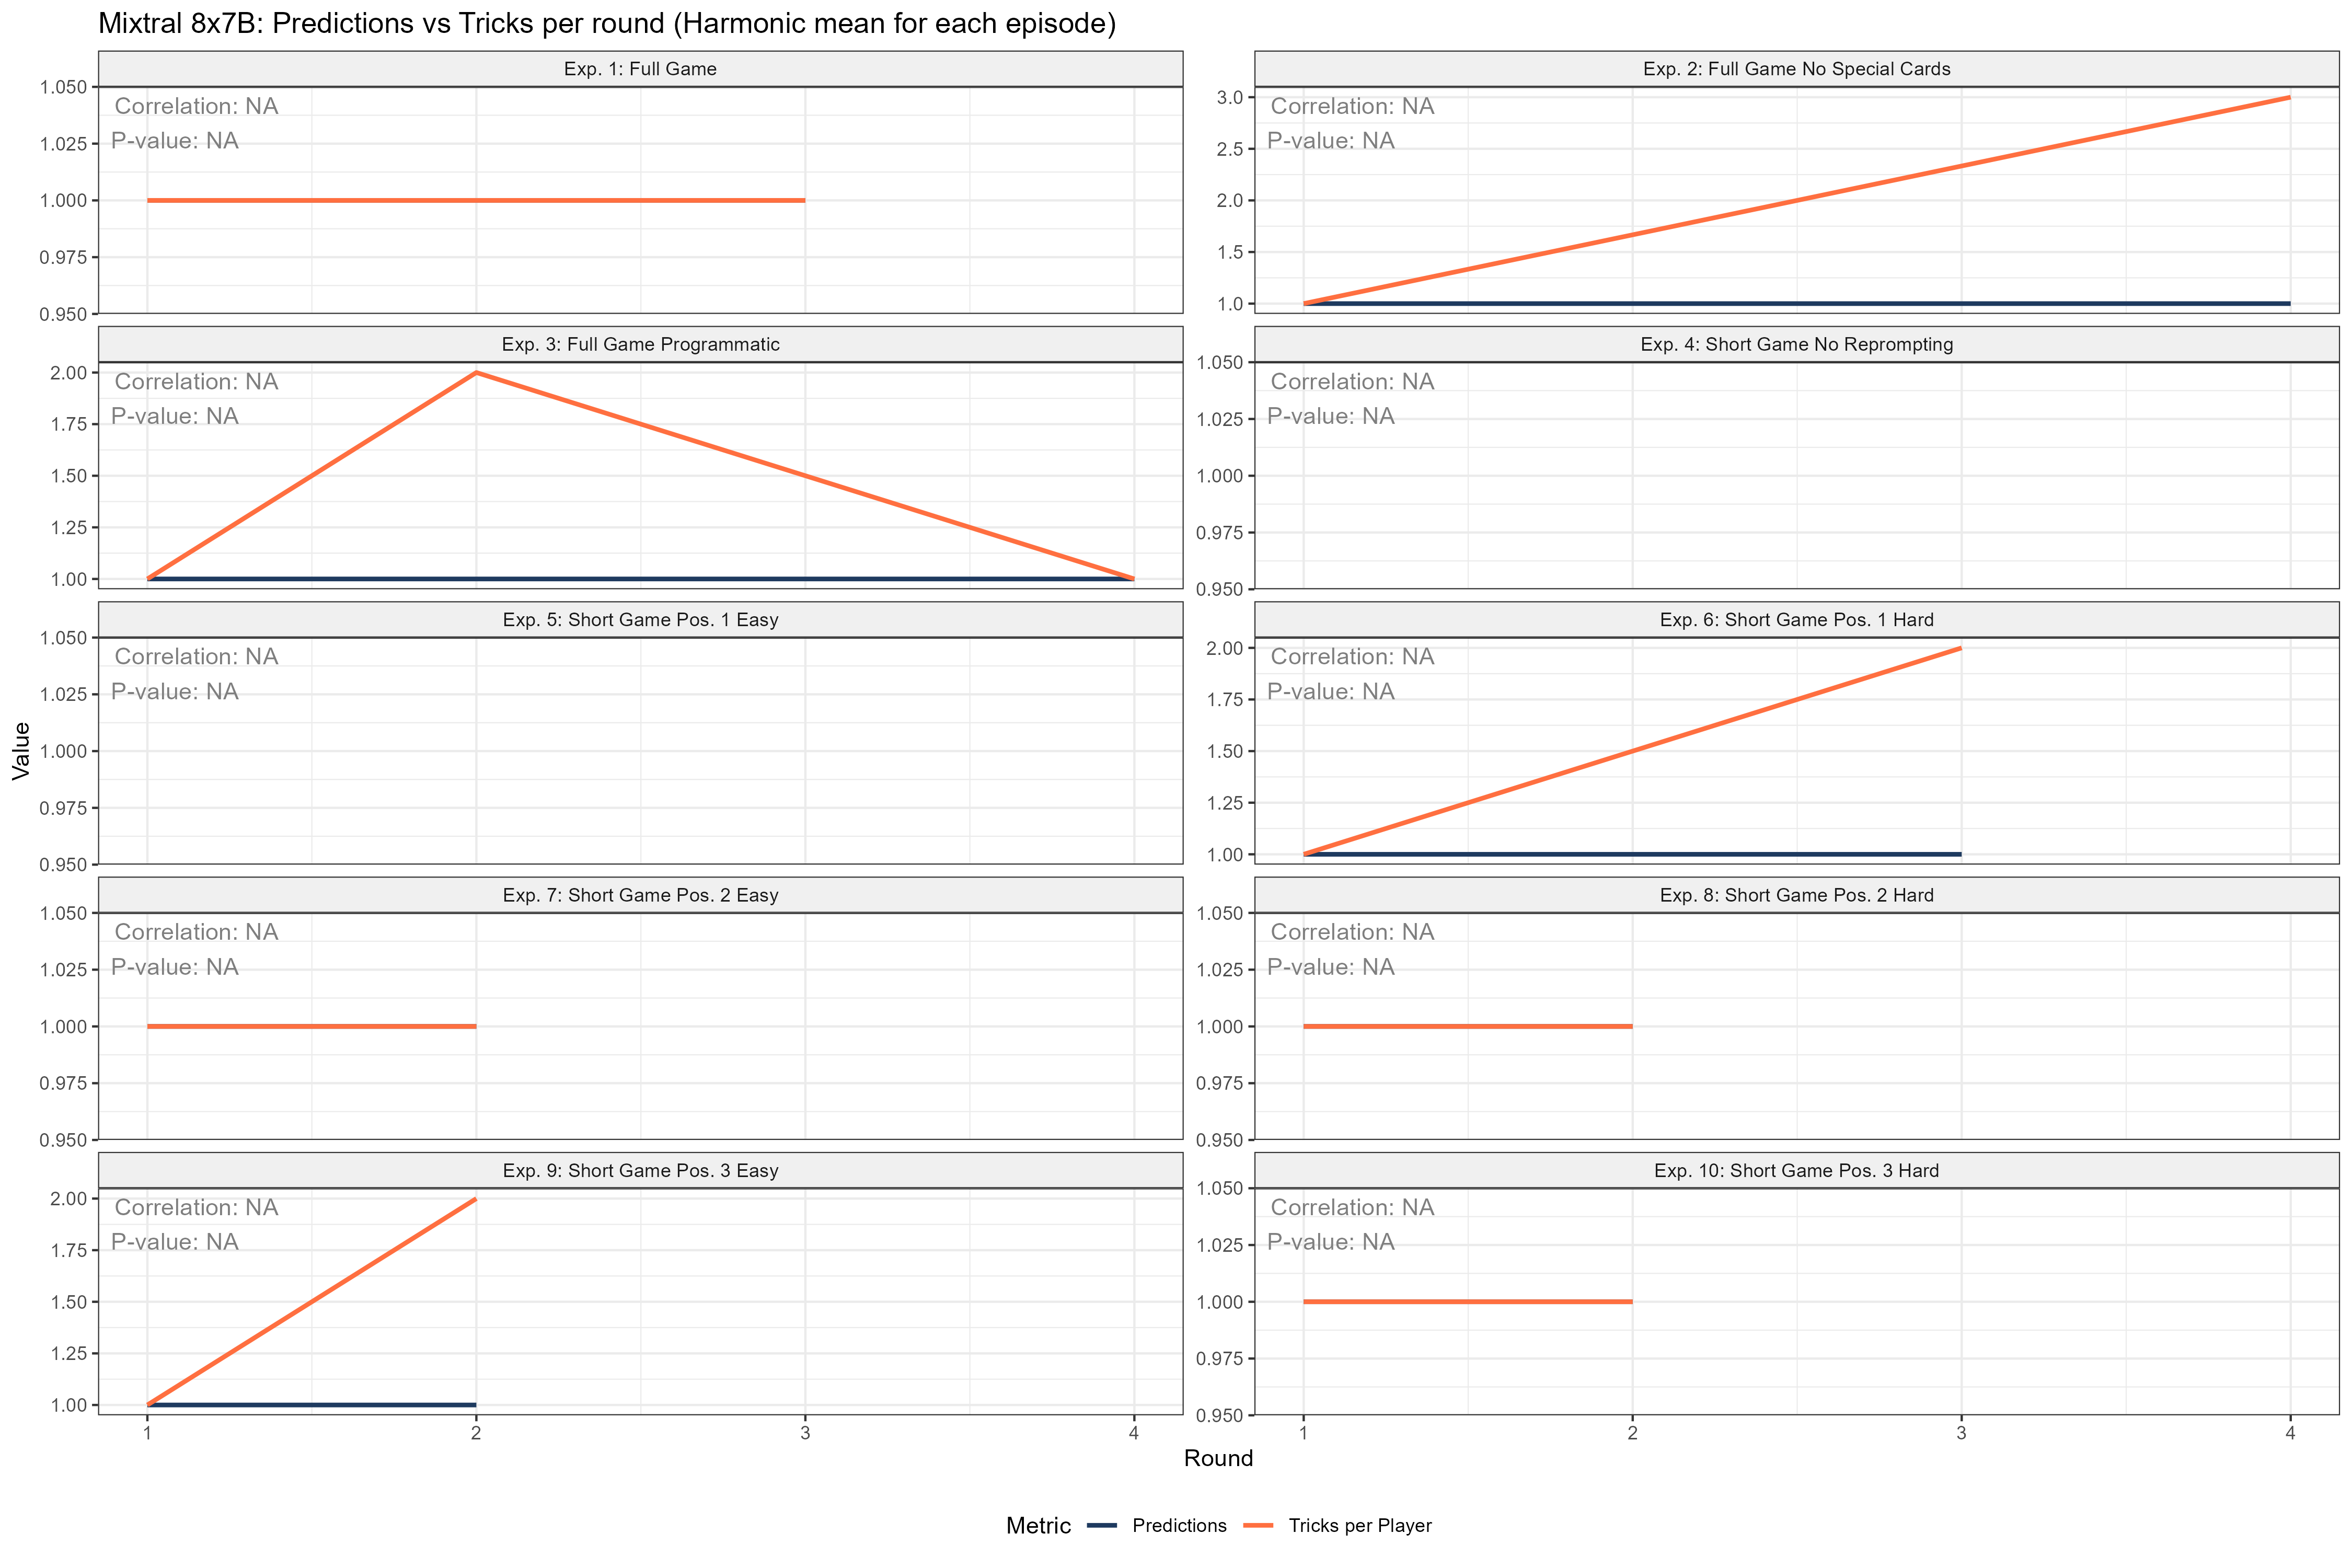 Mixtral 8x7B: Predictions vs Tricks per round (Harmonic mean for each episode)
Exp. 1: Full Game
1.050
1.025
1.000
0.975
0.950
Correlation: NA
P-value: NA
Exp. 2: Full Game No Special Cards
3.0
2.5
2.0
1.5
1.0
Correlation: NA
P-value: NA
Exp. 3: Full Game Programmatic
2.00
1.75
1.50
1.25
1.00
Correlation: NA
P-value: NA
Exp. 4: Short Game No Reprompting
1.050
1.025
1.000
0.975
0.950
Correlation: NA
P-value: NA
Exp. 5: Short Game Pos. 1 Easy
1.050
1.025
1.000
0.975
0.950
Correlation: NA
P-value: NA
Exp. 6: Short Game Pos. 1 Hard
2.00
1.75
1.50
1.25
1.00
Correlation: NA
P-value: NA
Exp. 7: Short Game Pos. 2 Easy
1.050
1.025
1.000
0.975
0.950
Correlation: NA
P-value: NA
Exp. 8: Short Game Pos. 2 Hard
1.050
1.025
1.000
0.975
0.950
Correlation: NA
P-value: NA
Exp. 9: Short Game Pos. 3 Easy
2.00
1.75
1.50
1.25
1.00
Correlation: NA
P-value: NA
1 2 3 4
Exp. 10: Short Game Pos. 3 Hard
1.050
1.025
1.000
0.975
0.950
Correlation: NA
P-value: NA
1 2 3 4
Value
Round
Metric Predictions Tricks per Player